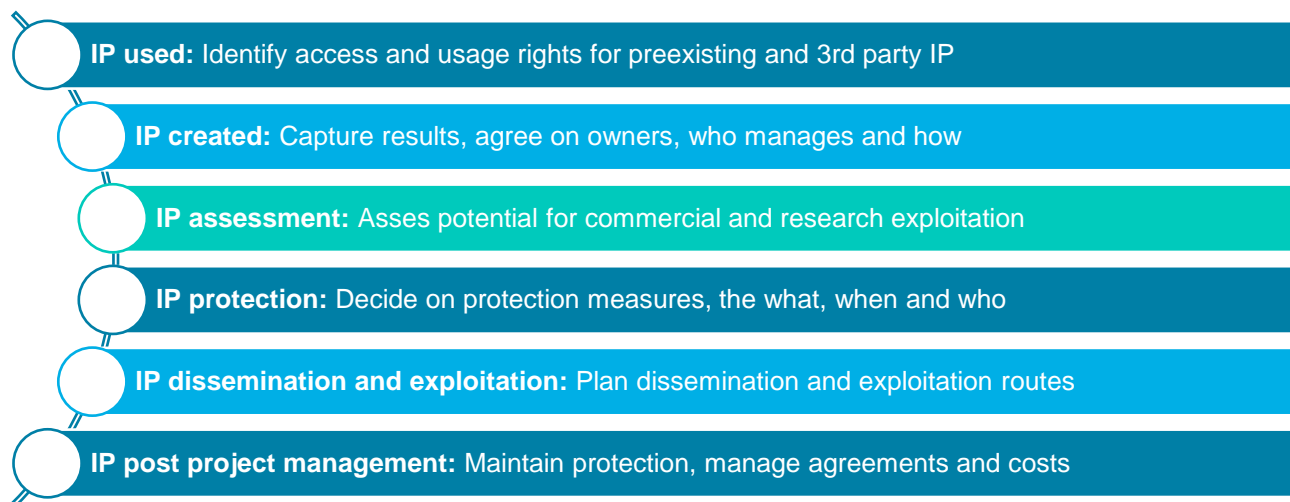 IP used: Identify access and usage rights for preexisting and 3rd party IP
IP created: Capture results, agree on owners, who manages and how
IP assessment: Asses potential for commercial and research exploitation
IP protection: Decide on protection measures, the what, when and who
IP dissemination and exploitation: Plan dissemination and exploitation routes
IP post project management: Maintain protection, manage agreements and costs